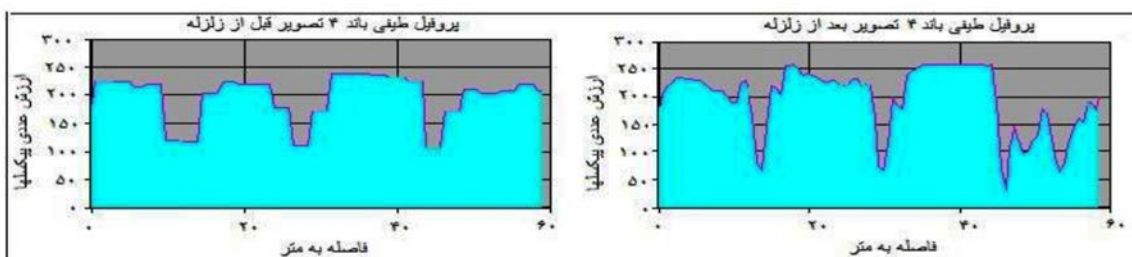 پروفیل طیفی باند ۴ تصویر بعد از زلزله
ارزش عددی پیکسلها
۳۰۰
۲۵۰
۲۰۰
۱۵۰
۱۰۰
۵۰
۰
۰ ۲۰ ۴۰ ۶۰
فاصله به متر
پروفیل طیفی باند ۴ تصویر قبل از زلزله
ارزش عددی پیکسلها
۳۰۰
۲۵۰
۲۰۰
۱۵۰
۱۰۰
۵۰
۰
۰ ۲۰ ۴۰ ۶۰
فاصله به متر